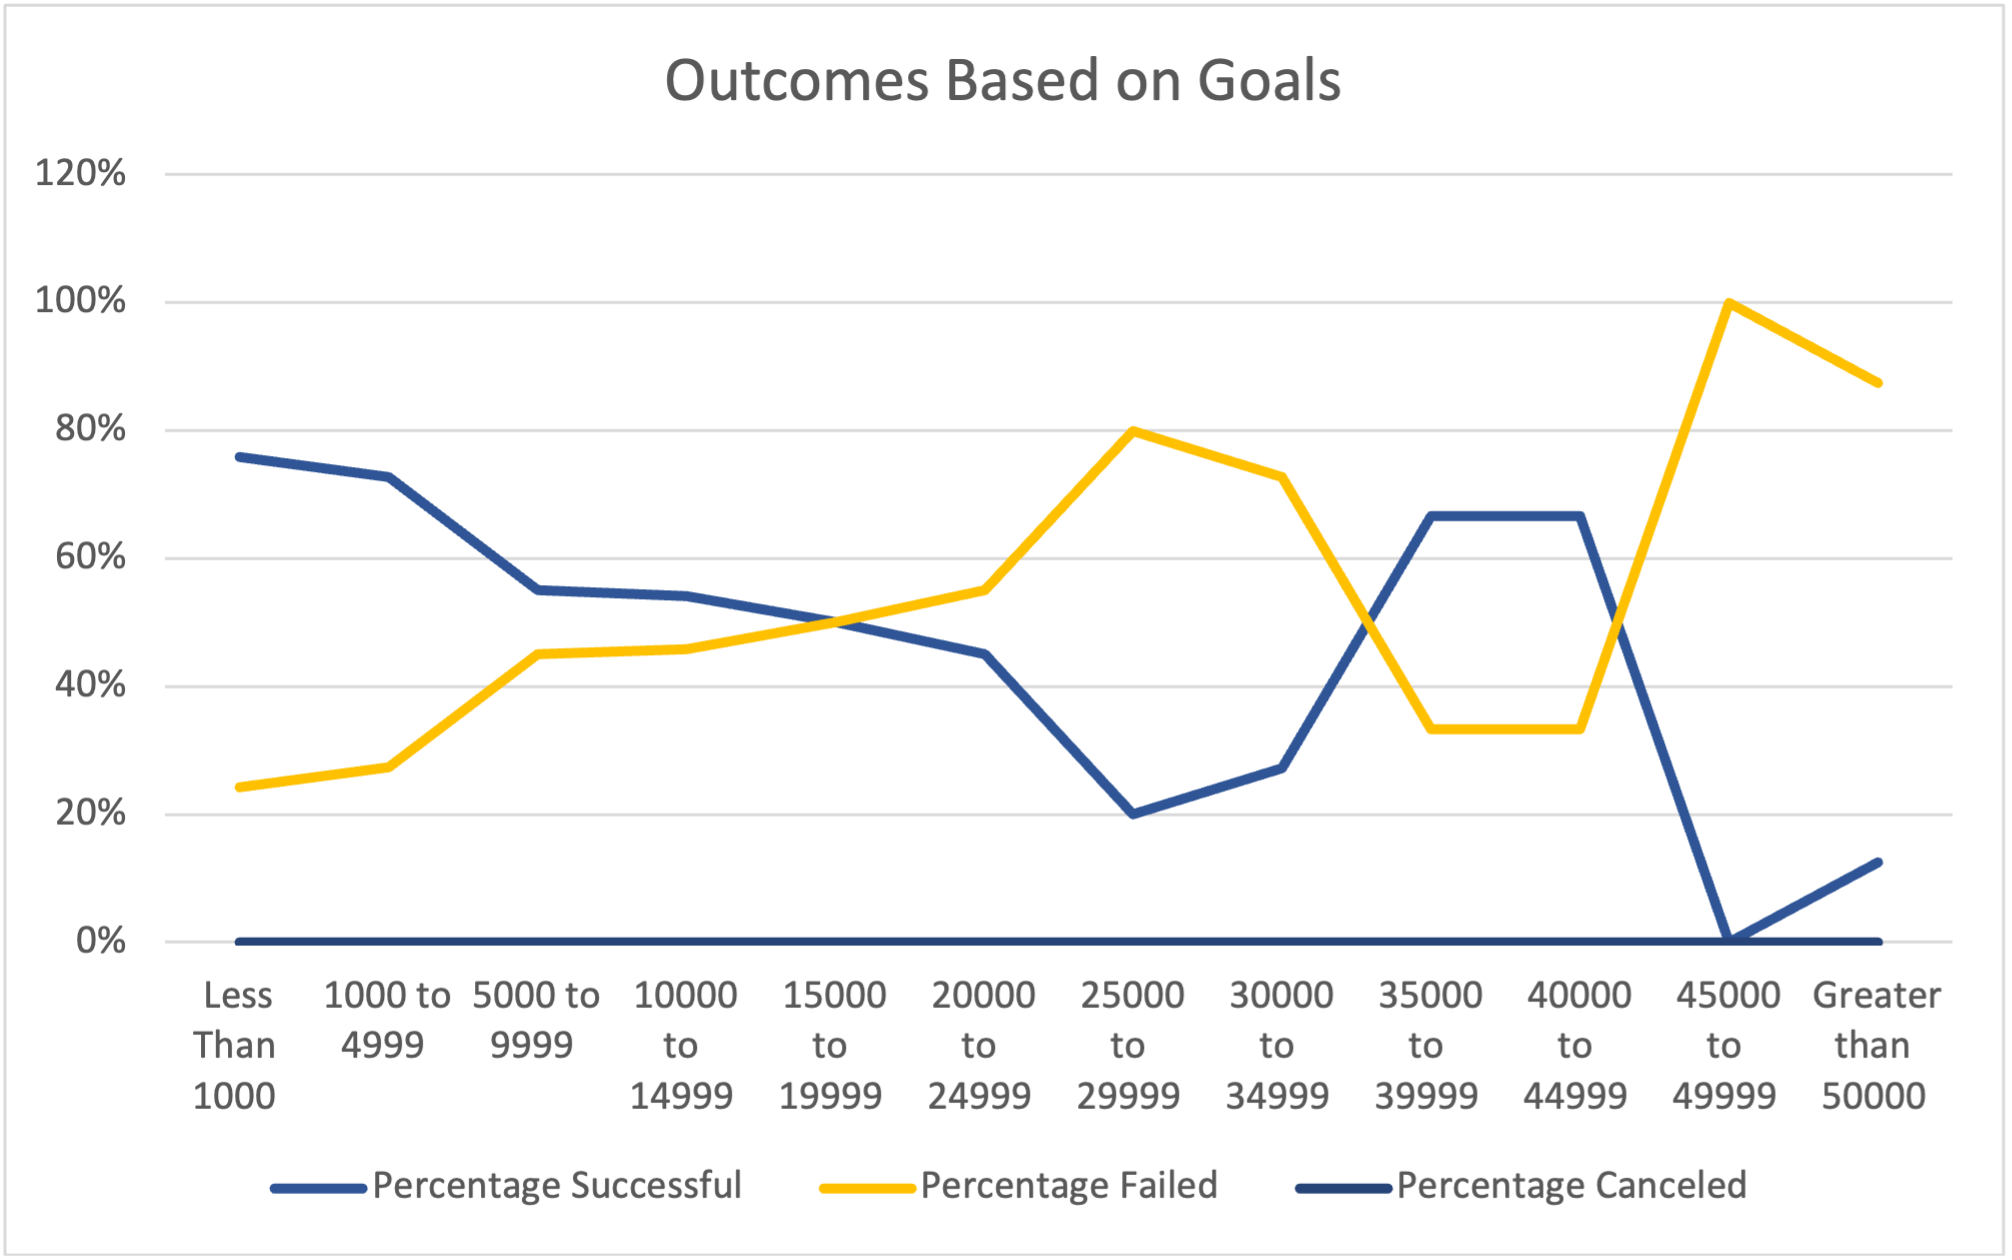 Outcomes Based on Goals
120%
100%
80%
60%
40%
20%
0%
Less
Than
1000
1000 to
4999
5000 to
9999
10000
to
14999
15000
to
19999
20000
to
24999
25000
to
29999
30000
to
34999
35000
to
39999
40000
to
44999
45000
to
49999
Greater
than
50000
Percentage Successful
Percentage Failed
Percentage Canceled